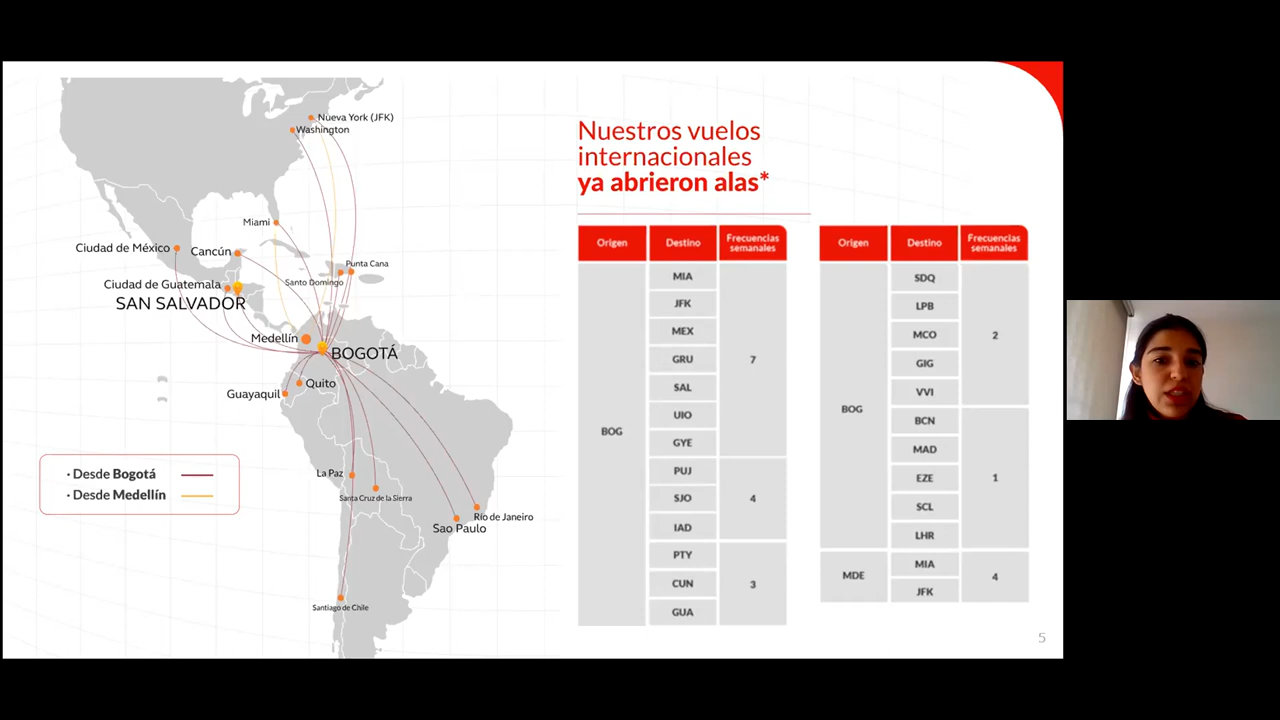 Nueva York (JFK)
Washington
Miami
Ciudad de México
Cancún
Punta Cana
Santo Domingo
Ciudad de Guatemala
SAN SALVADOR
Medellín
BOGOTÁ
Quito
Guayaquil
La Paz
Santa Cruz de la Sierra
Rio de Janeiro
Sao Paulo
Santiago de Chile
· Desde Bogotá
· Desde Medellín
Nuestros vuelos
internacionales
ya abrieron alas*
Origen Destino Frecuencias
semanales
BOG
MIA
JFK
MEX
GRU
SAL
UIO
GYE
7
PUJ
SJO
IAD
4
PTY
CUN
GUA
3
Origen Destino Frecuencias
semanales
BOG
SDQ
LPB
MCO
GIG
VVI
2
BCN
MAD
EZE
SCL
LHR
1
MDE
MIA
JFK
4
5